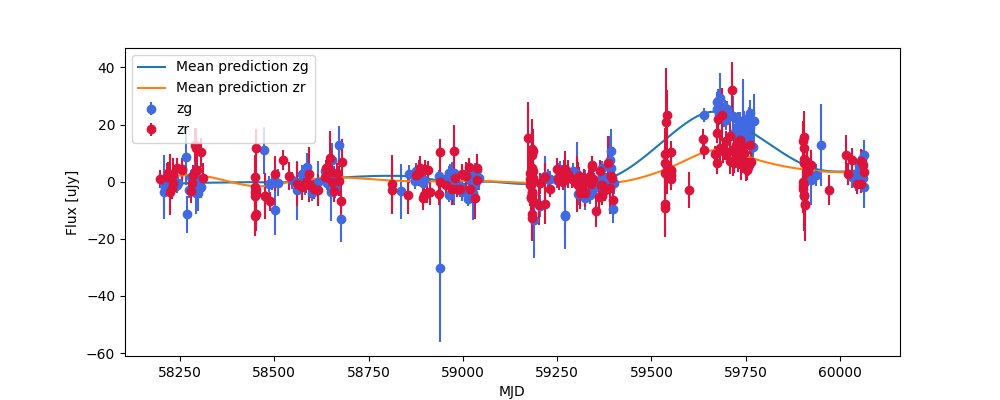 Mean prediction zg
Mean prediction zr
zg
zr
40
20
0
−20
−40
−60
Flux [uJy]
58250
58500
58750
59000
59250
59500
59750
60000
MJD